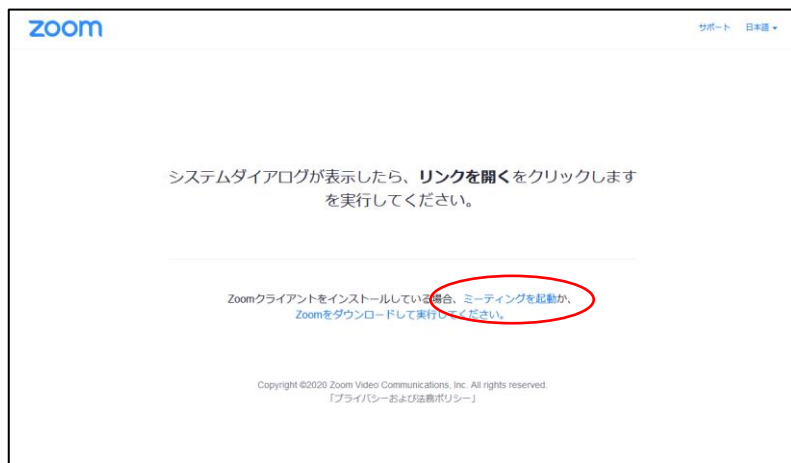 zoom
サポート 日本語
システムダイアログが表示したら、リンクを開くをクリックします
を実行してください。
Zoomクライアントをインストールしている場合、ミーティングを起動か、
Zoomをダウンロードして実行してください。
Copyright ©2020 Zoom Video Communications, Inc. All rights reserved.
「プライバシーおよび法務ポリシー」